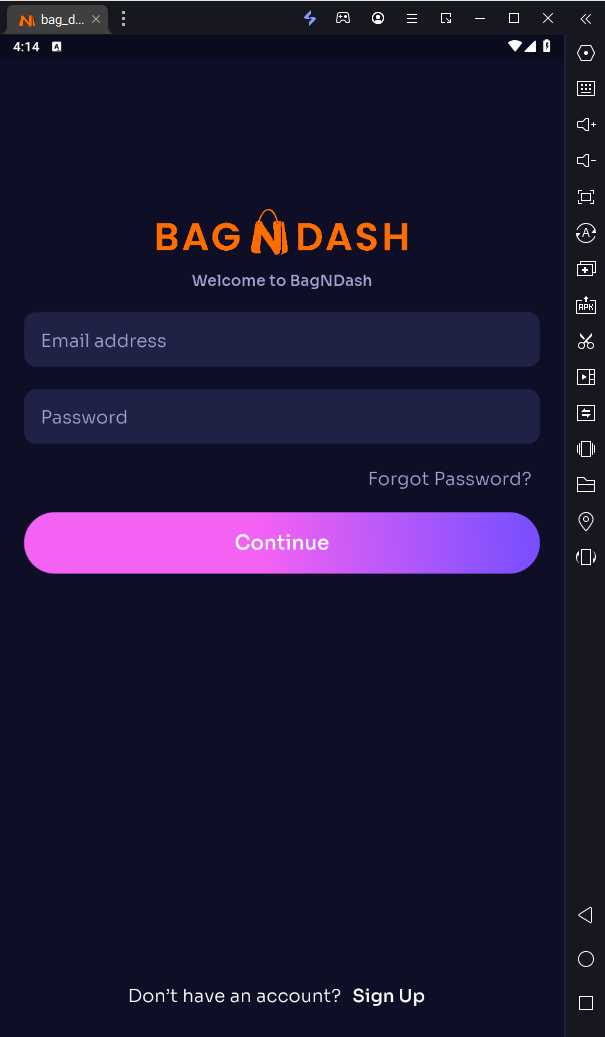 bag_d...
4:14
BAG N DASH
Welcome to BagNDash
Email address
Password
Forgot Password?
Continue
Don’t have an account? Sign Up